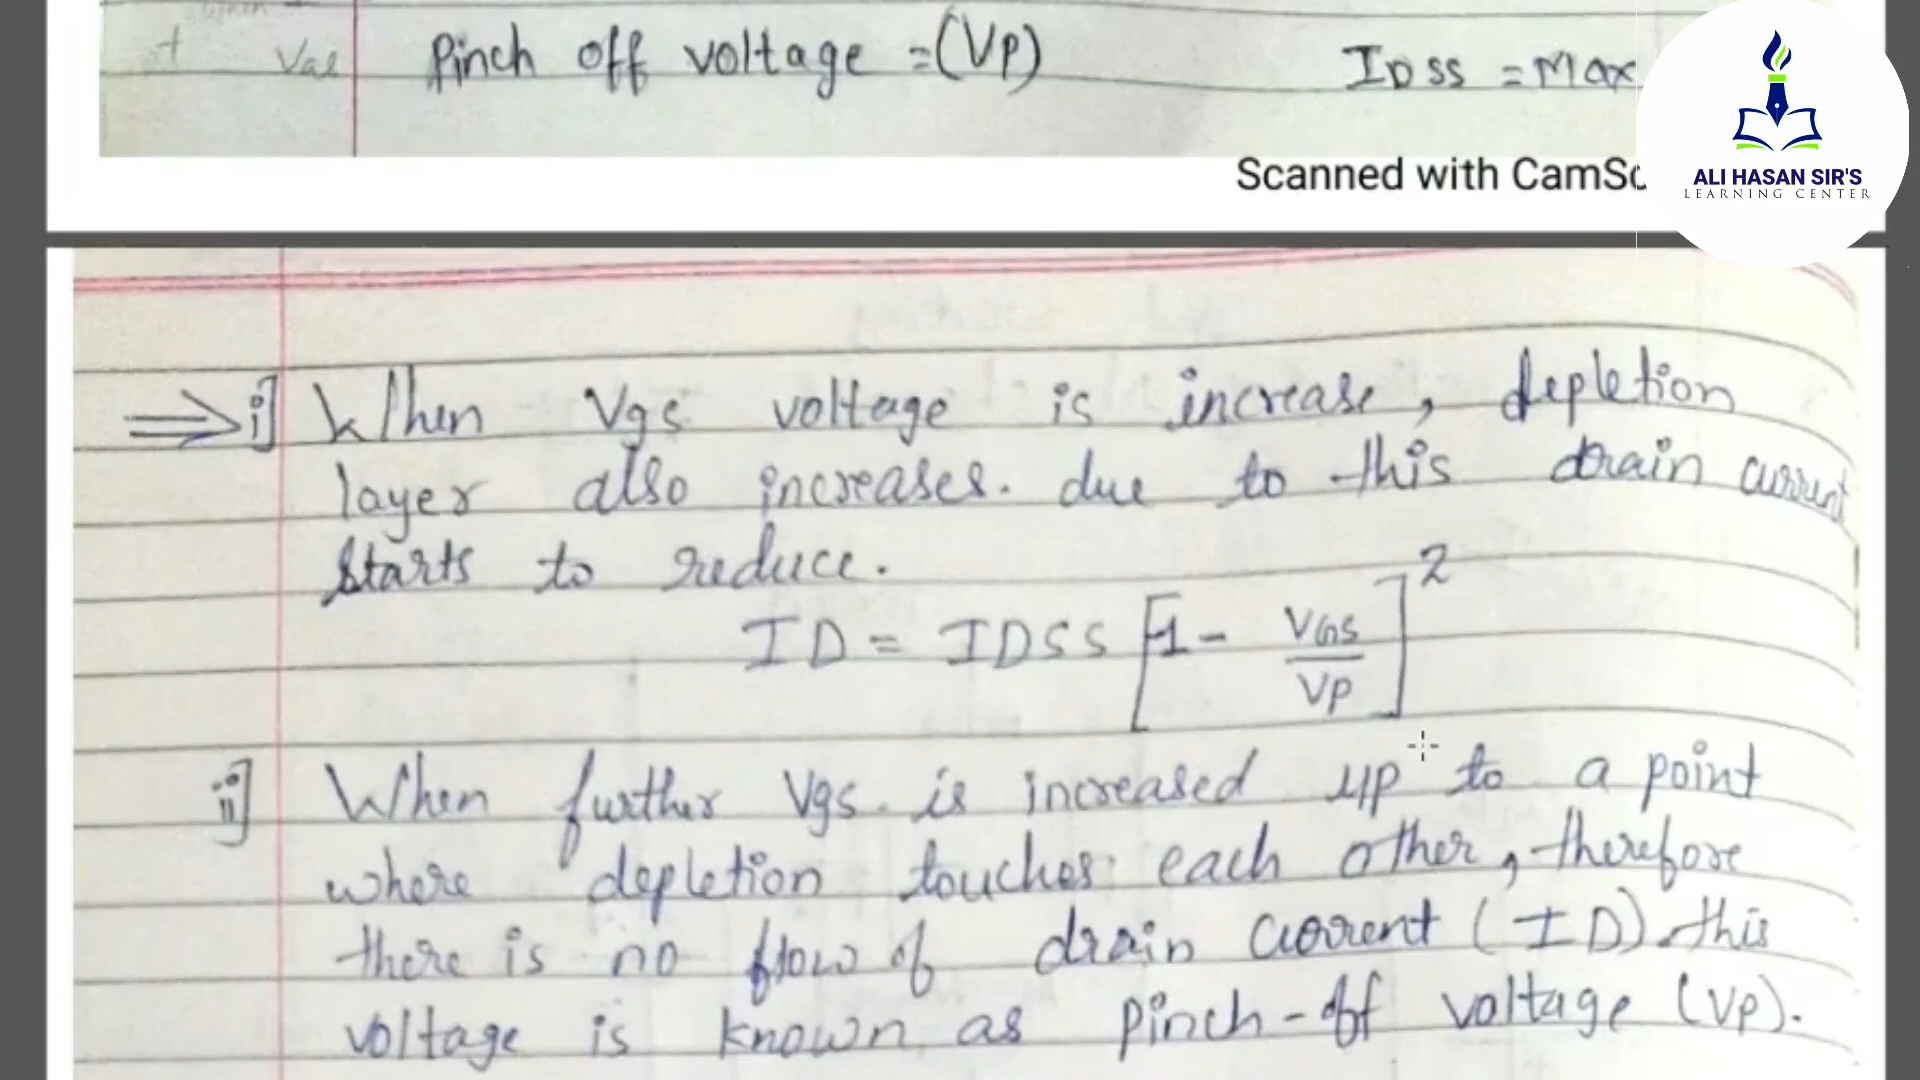 Val Pinch off voltage =(VP) IDSS = Max
Scanned with CamSc
ALI HASAN SIR'S
LEARNING CENTER
⇒ i] When Vgs voltage is increase, depletion
layer also increases. due to this drain current
starts to reduce.
ID = IDSS [1 - VGS/VP]²
ii] When further Vgs is increased up to a point
where depletion touches each other, therefore
there is no flow of drain current (ID). this
voltage is known as pinch-off voltage (VP).